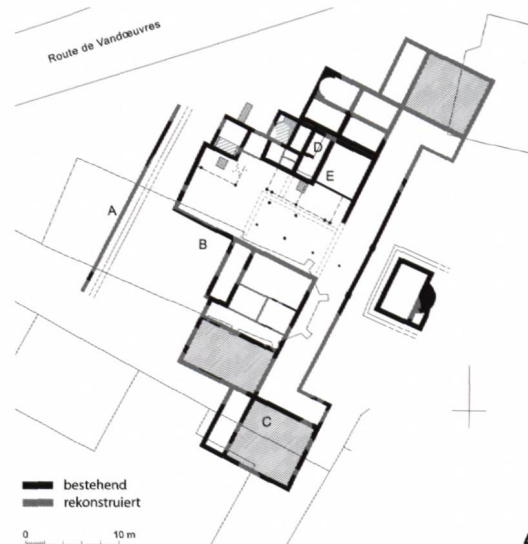 Route de Vandœuvres
A
B
C
D
E
bestehend
rekonstruiert
0 10 m